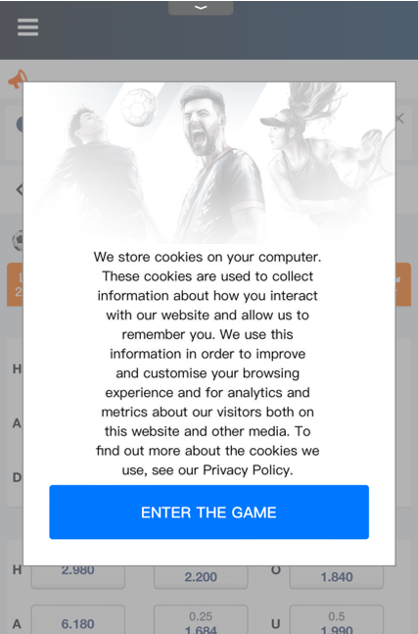 We store cookies on your computer.
These cookies are used to collect
information about how you interact
with our website and allow us to
remember you. We use this
information in order to improve
and customise your browsing
experience and for analytics and
metrics about our visitors both on
this website and other media. To
find out more about the cookies we
use, see our Privacy Policy.
ENTER THE GAME
H
A
D
H 2.980 2.200 O 1.840
0.25 0.5
A 6.180 1.684 U 1.990